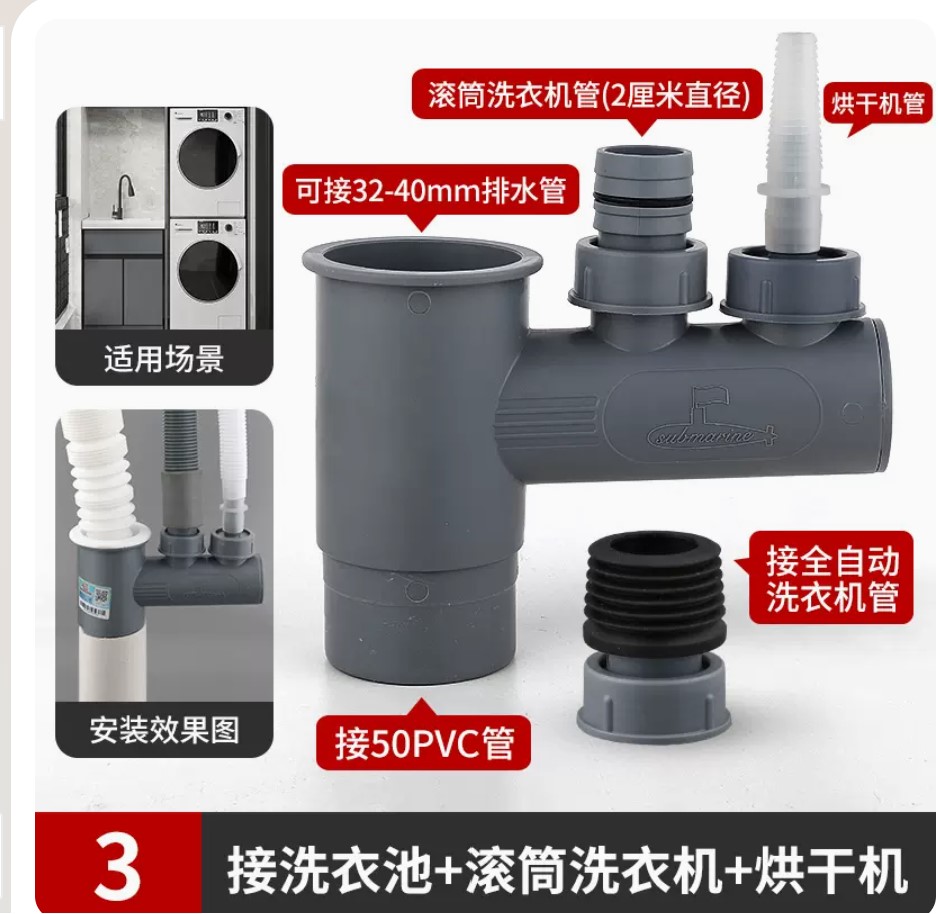 滚筒洗衣机管(2厘米直径)
烘干机管
可接32-40mm排水管
适用场景
submarine
接全自动
洗衣机管
安装效果图
接50PVC管
3
接洗衣池+滚筒洗衣机+烘干机